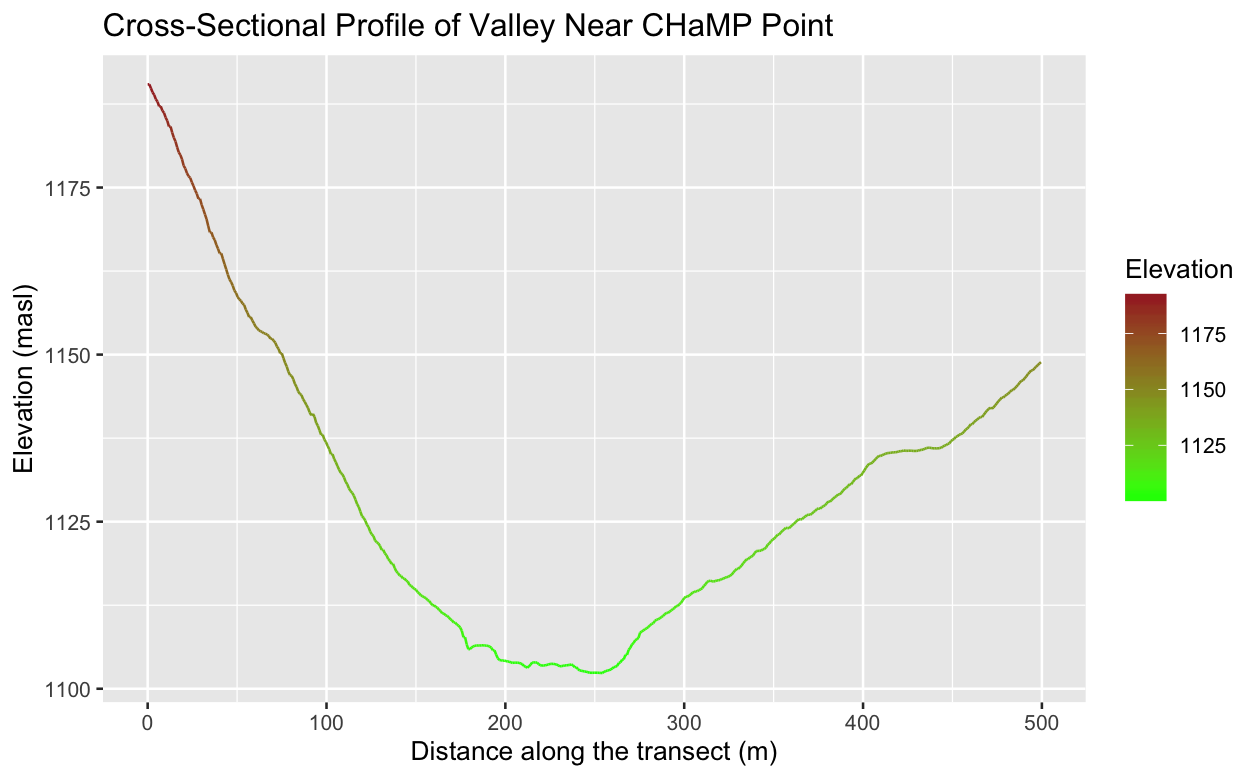 Cross-Sectional Profile of Valley Near CHaMP Point
Elevation (masl)
1175
1150
1125
1100
0 100 200 300 400 500
Distance along the transect (m)
Elevation
1175
1150
1125